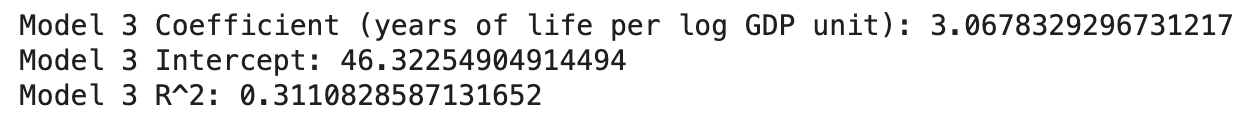 Model 3 Coefficient (years of life per log GDP unit): 3.0678329296731217
Model 3 Intercept: 46.32254904914494
Model 3 R^2: 0.3110828587131652